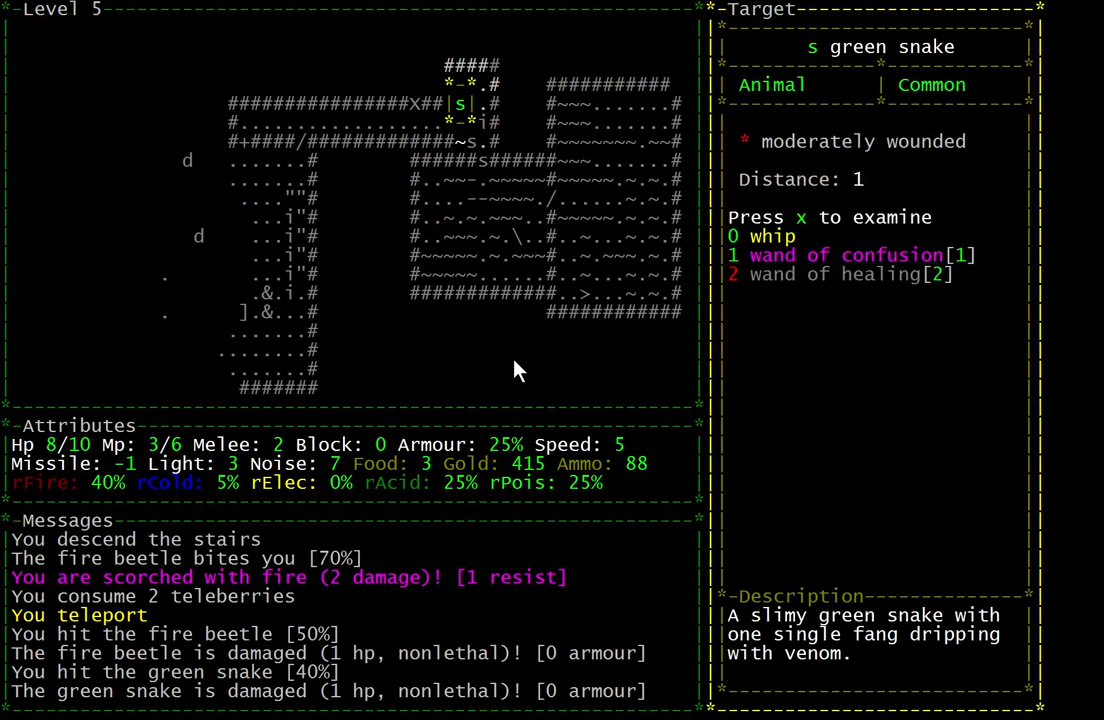 Level 5
#####
*-*.#
################x##|s|.#
#..................*-*i#
#+####/#############~s.#
d .......#
.......#
....""#
...i"#
d ...i"#
...i"#
. ...i"#
.&.i.#
. ].&...#
.......#
........#
.......#
#######
######s######~~~.......#
#..~~-.~~~~~#~~~~~.~.~.#
#....--~~~~./......~.~.#
#..~.~.~~~..#~~~~~.~.~.#
#..~~~.~.\..#..~...~.~.#
#~~~~~.~.~~~#..~...~.~.#
#~~~~~......#..~...~.~.#
#############..>...~.~.#
############
###########
#~~~.......#
#~~~.......#
#~~~~~~~.~~#
Attributes
Hp 8/10 Mp: 3/6 Melee: 2 Block: 0 Armour: 25% Speed: 5
Missile: -1 Light: 3 Noise: 7 Food: 3 Gold: 415 Ammo: 88
rFire: 40% rCold: 5% rElec: 0% rAcid: 25% rPois: 25%
Messages
You descend the stairs
The fire beetle bites you [70%]
You are scorched with fire (2 damage)! [1 resist]
You consume 2 teleberries
You teleport
You hit the fire beetle [50%]
The fire beetle is damaged (1 hp, nonlethal)! [0 armour]
You hit the green snake [40%]
The green snake is damaged (1 hp, nonlethal)! [0 armour]
Target
s green snake
Animal | Common
* moderately wounded
Distance: 1
Press x to examine
0 whip
1 wand of confusion[1]
2 wand of healing[2]
Description
A slimy green snake with
one single fang dripping
with venom.